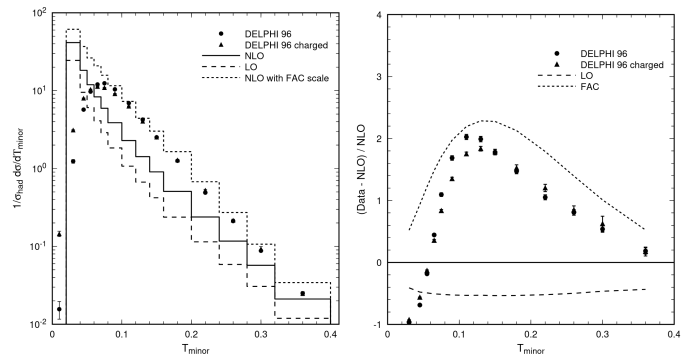 10^2
10^1
10^0
10^-1
10^-2
0
0.1
0.2
0.3
0.4
T_minor
1/σ_had dσ/dT_minor
DELPHI 96
DELPHI 96 charged
NLO
LO
NLO with FAC scale
4
3
2
1
0
-1
0
0.1
0.2
0.3
0.4
T_minor
(Data - NLO) / NLO
DELPHI 96
DELPHI 96 charged
LO
FAC